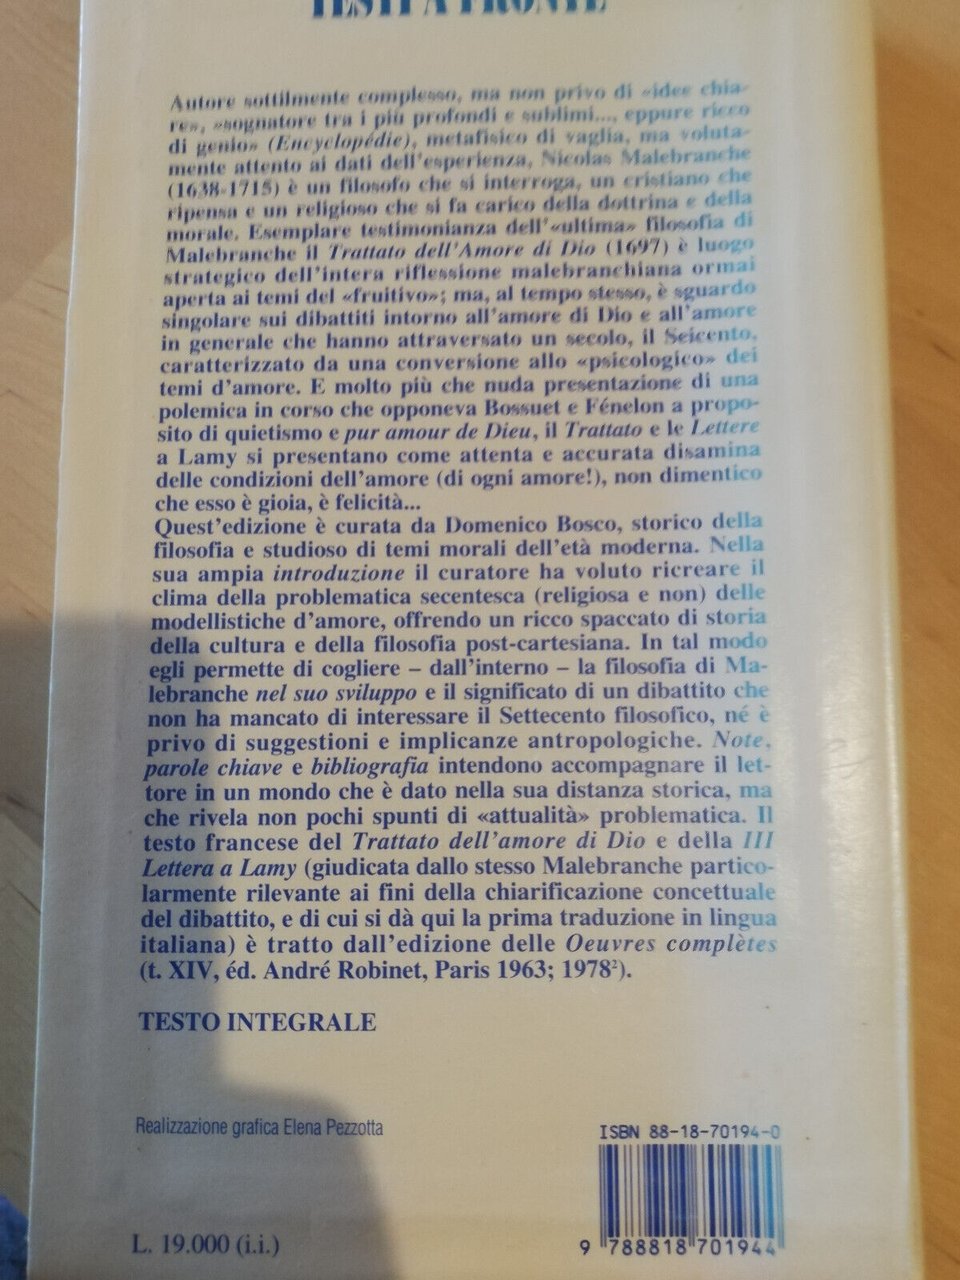 TESTI A FRONTE
Autore sottilmente complesso, ma non privo di «idee chia-
re», «sognatore tra i più profondi e sublimi..., eppure ricco
di genio» (Encyclopédie), metafisico di vaglia, ma voluta-
mente attento ai dati dell'esperienza, Nicolas Malebranche
(1638-1715) è un filosofo che si interroga, un cristiano che
ripensa e un religioso che si fa carico della dottrina e della
morale. Esemplare testimonianza dell'«ultima» filosofia di
Malebranche il Trattato dell'Amore di Dio (1697) è luogo
strategico dell'intera riflessione malebranchiana ormai
aperta ai temi del «fruitivo»; ma, al tempo stesso, è sguardo
singolare sui dibattiti intorno all'amore di Dio e all'amore
in generale che hanno attraversato un secolo, il Seicento,
caratterizzato da una conversione allo «psicologico» dei
temi d'amore. E molto più che nuda presentazione di una
polemica in corso che opponeva Bossuet e Fénelon a propo-
sito di quietismo e pur amour de Dieu, il Trattato e le Lettere
a Lamy si presentano come attenta e accurata disamina
delle condizioni dell'amore (di ogni amore!), non dimentico
che esso è gioia, è felicità...
Quest'edizione è curata da Domenico Bosco, storico della
filosofia e studioso di temi morali dell'età moderna. Nella
sua ampia introduzione il curatore ha voluto ricreare il
clima della problematica secentesca (religiosa e non) delle
modellistiche d'amore, offrendo un ricco spaccato di storia
della cultura e della filosofia post-cartesiana. In tal modo
egli permette di cogliere – dall'interno – la filosofia di Ma-
lebranche nel suo sviluppo e il significato di un dibattito che
non ha mancato di interessare il Settecento filosofico, né è
privo di suggestioni e implicanze antropologiche. Note,
parole chiave e bibliografia intendono accompagnare il let-
tore in un mondo che è dato nella sua distanza storica, ma
che rivela non pochi spunti di «attualità» problematica. Il
testo francese del Trattato dell'amore di Dio e della III
Lettera a Lamy (giudicata dallo stesso Malebranche partico-
larmente rilevante ai fini della chiarificazione concettuale
del dibattito, e di cui si dà qui la prima traduzione in lingua
italiana) è tratto dall'edizione delle Oeuvres complètes
(t. XIV, éd. André Robinet, Paris 1963; 1978²).
TESTO INTEGRALE
Realizzazione grafica Elena Pezzotta
ISBN 88-18-70194-0
L. 19.000 (i.i.)
9 788818 701944